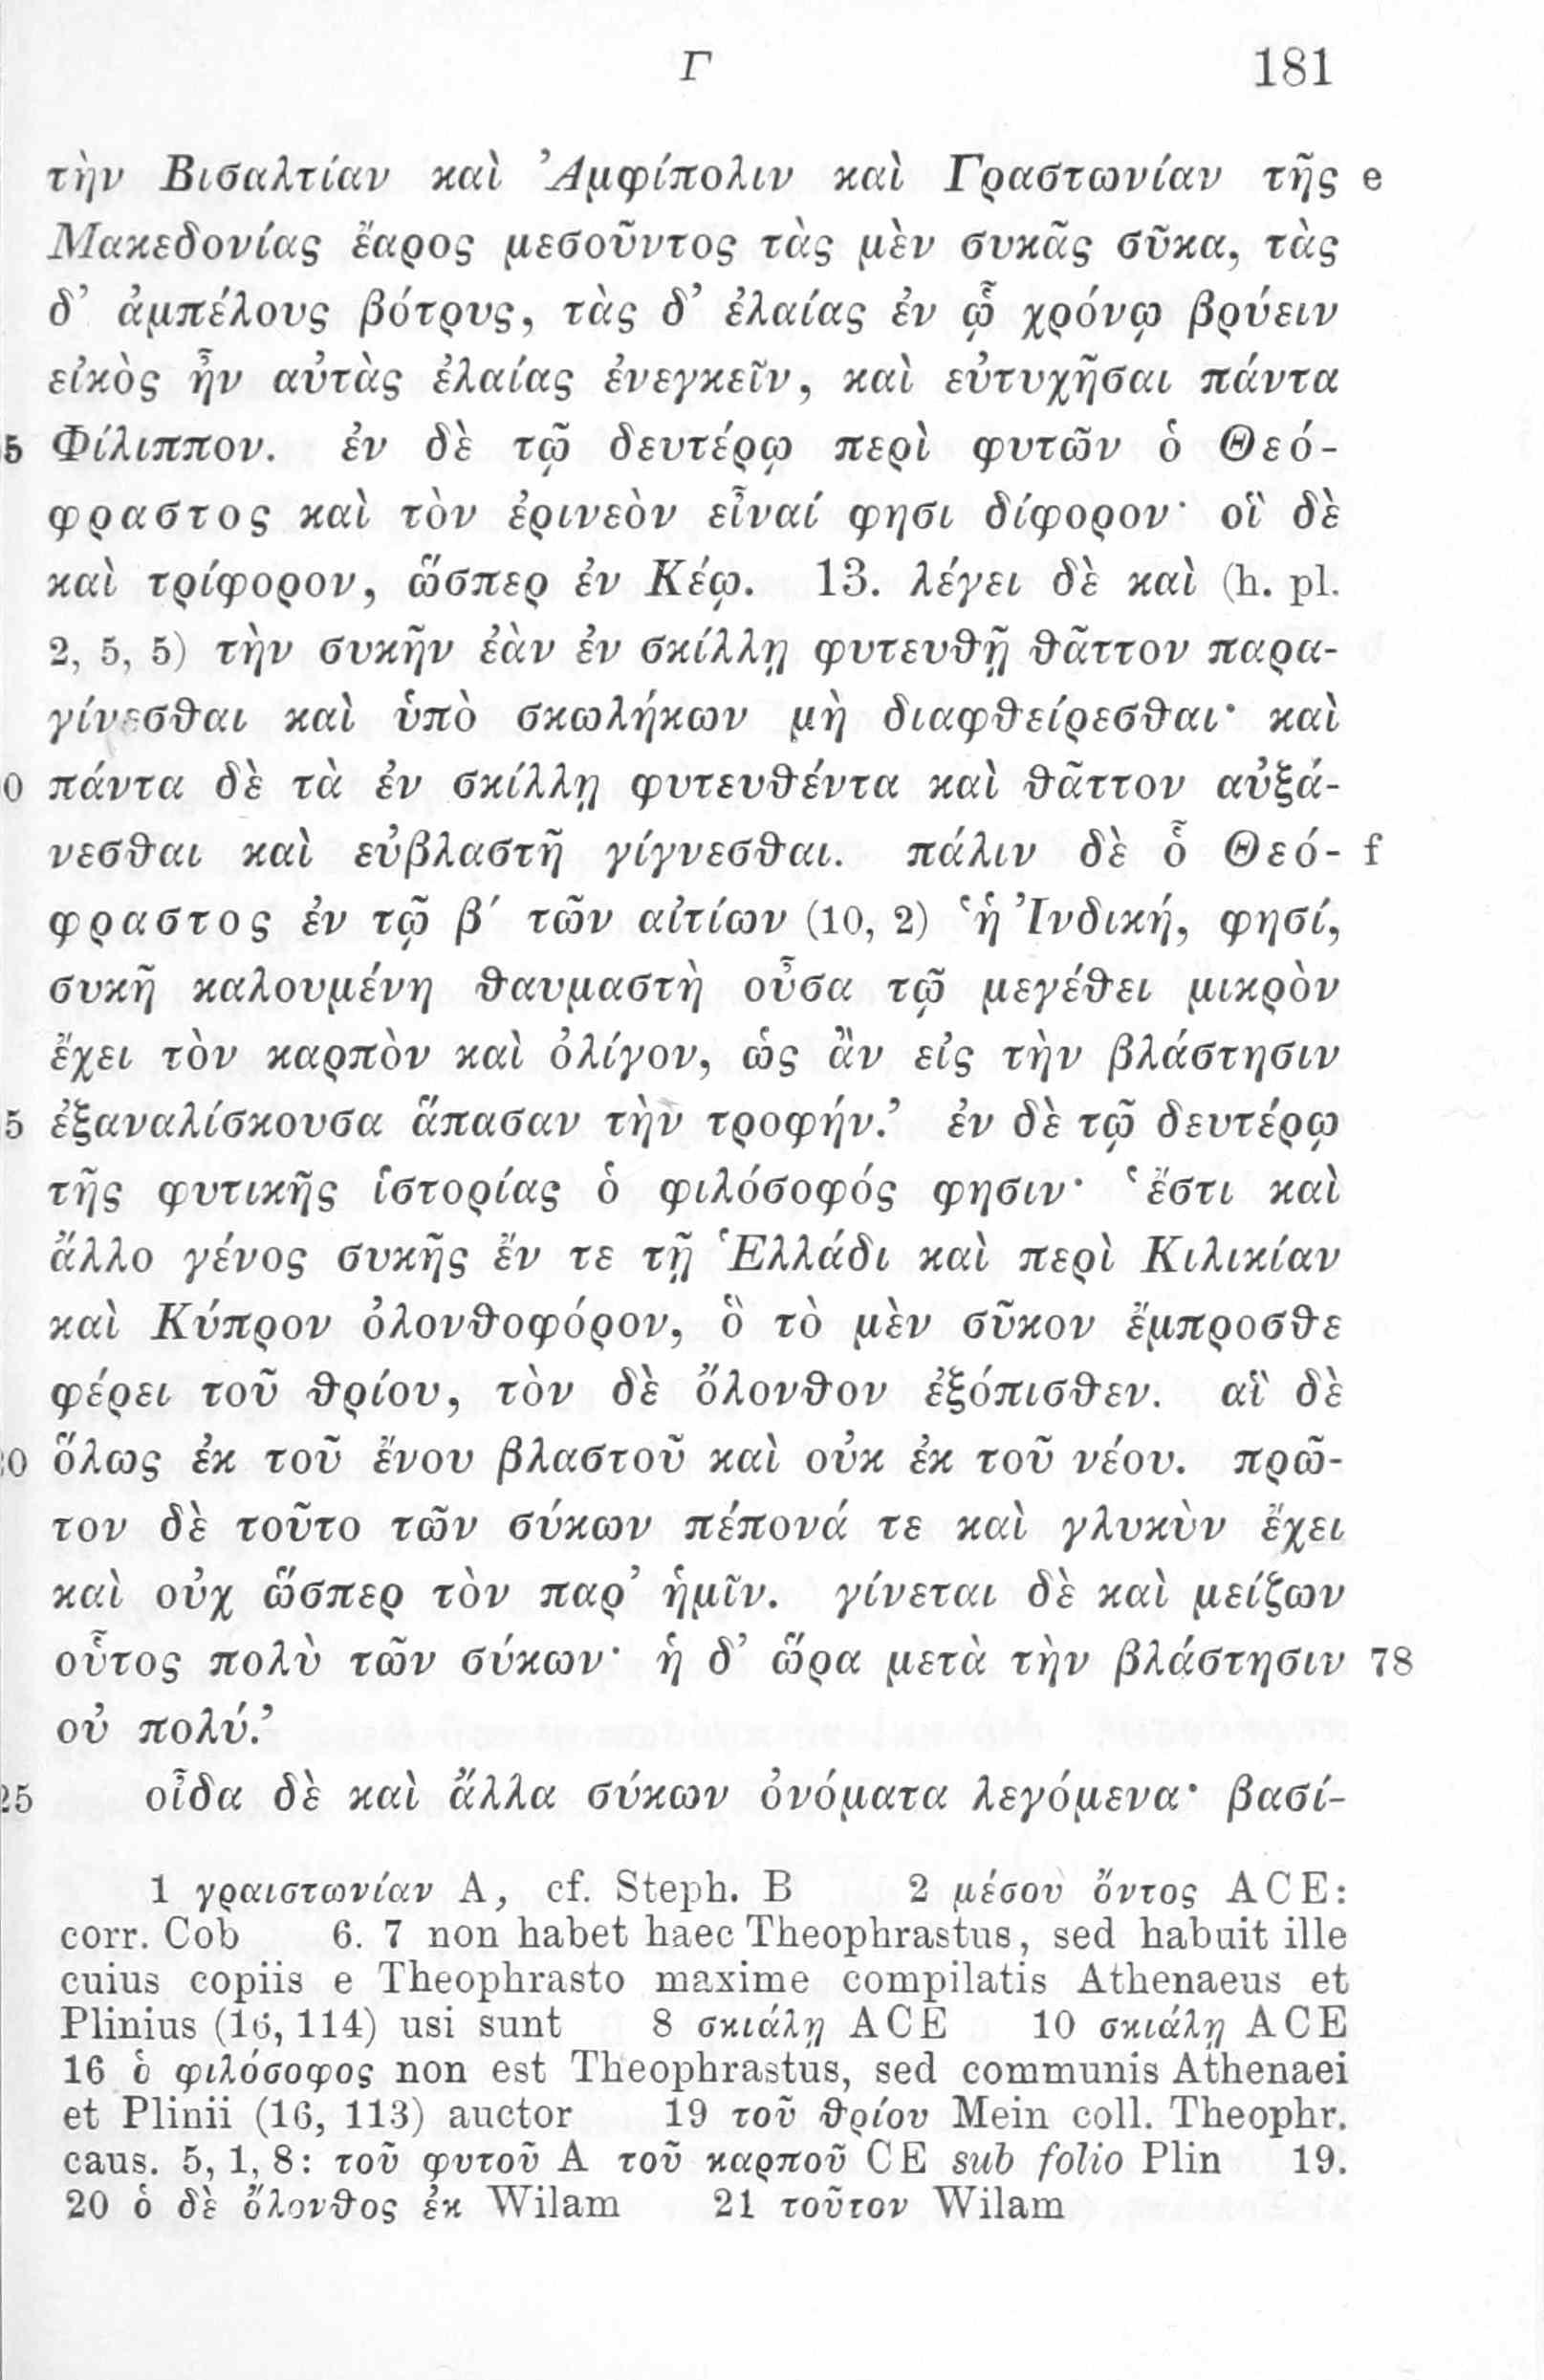 Γ 181
τὴν Βισαλτίαν καὶ Ἀμφίπολιν καὶ Γραστωνίαν τῆς e
Μακεδονίας ἔαρος μεσοῦντος τὰς μὲν συκᾶς σῦκα, τὰς
δ' ἀμπέλους βότρυς, τὰς δ' ἐλαίας ἐν ᾧ χρόνῳ βρύειν
εἰκὸς ἦν αὐτὰς ἐλαίας ἐνεγκεῖν, καὶ εὐτυχῆσαι πάντα
5 Φίλιππον. ἐν δὲ τῷ δευτέρῳ περὶ φυτῶν ὁ Θεό-
φραστος καὶ τὸν ἐρινεὸν εἶναί φησι δίφορον· οἳ δὲ
καὶ τρίφορον, ὥσπερ ἐν Κέῳ. 13. λέγει δὲ καὶ (h. pl.
2, 5, 5) τὴν συκῆν ἐὰν ἐν σκίλλῃ φυτευθῇ θᾶττον παρα-
γίνεσθαι καὶ ὑπὸ σκωλήκων μὴ διαφθείρεσθαι· καὶ
0 πάντα δὲ τὰ ἐν σκίλλῃ φυτευθέντα καὶ θᾶττον αὐξά-
νεσθαι καὶ εὐβλαστῆ γίγνεσθαι. πάλιν δὲ ὁ Θεό- f
φραστος ἐν τῷ β′ τῶν αἰτίων (10, 2) ‘ἡ Ἰνδική, φησί,
συκῆ καλουμένη θαυμαστὴ οὖσα τῷ μεγέθει μικρὸν
ἔχει τὸν καρπὸν καὶ ὀλίγον, ὡς ἂν εἰς τὴν βλάστησιν
5 ἐξαναλίσκουσα ἅπασαν τὴν τροφήν.’ ἐν δὲ τῷ δευτέρῳ
τῆς φυτικῆς ἱστορίας ὁ φιλόσοφός φησιν· ‘ἔστι καὶ
ἄλλο γένος συκῆς ἔν τε τῇ Ἑλλάδι καὶ περὶ Κιλικίαν
καὶ Κύπρον ὀλονθοφόρον, ὃ τὸ μὲν σῦκον ἔμπροσθε
φέρει τοῦ θρίου, τὸν δὲ ὄλονθον ἐξόπισθεν. αἳ δὲ
0 ὅλως ἐκ τοῦ ἔνου βλαστοῦ καὶ οὐκ ἐκ τοῦ νέου. πρῶ-
τον δὲ τοῦτο τῶν σύκων πέπονά τε καὶ γλυκὺν ἔχει
καὶ οὐχ ὥσπερ τὸν παρ' ἡμῖν. γίνεται δὲ καὶ μείζων
οὗτος πολὺ τῶν σύκων· ἡ δ' ὥρα μετὰ τὴν βλάστησιν 78
οὐ πολύ.’
25 οἶδα δὲ καὶ ἄλλα σύκων ὀνόματα λεγόμενα· βασί-
1 γραιστωνίαν A, cf. Steph. B 2 μέσου ὄντος ACE:
corr. Cob 6. 7 non habet haec Theophrastus, sed habuit ille
cuius copiis e Theophrasto maxime compilatis Athenaeus et
Plinius (16, 114) usi sunt 8 σκιάλῃ ACE 10 σκιάλῃ ACE
16 ὁ φιλόσοφος non est Theophrastus, sed communis Athenaei
et Plinii (16, 113) auctor 19 τοῦ θρίου Mein coll. Theophr.
caus. 5, 1, 8: τοῦ φυτοῦ A τοῦ καρποῦ CE sub folio Plin 19.
20 ὁ δὲ ὄλονθος ἐκ Wilam 21 τοῦτον Wilam